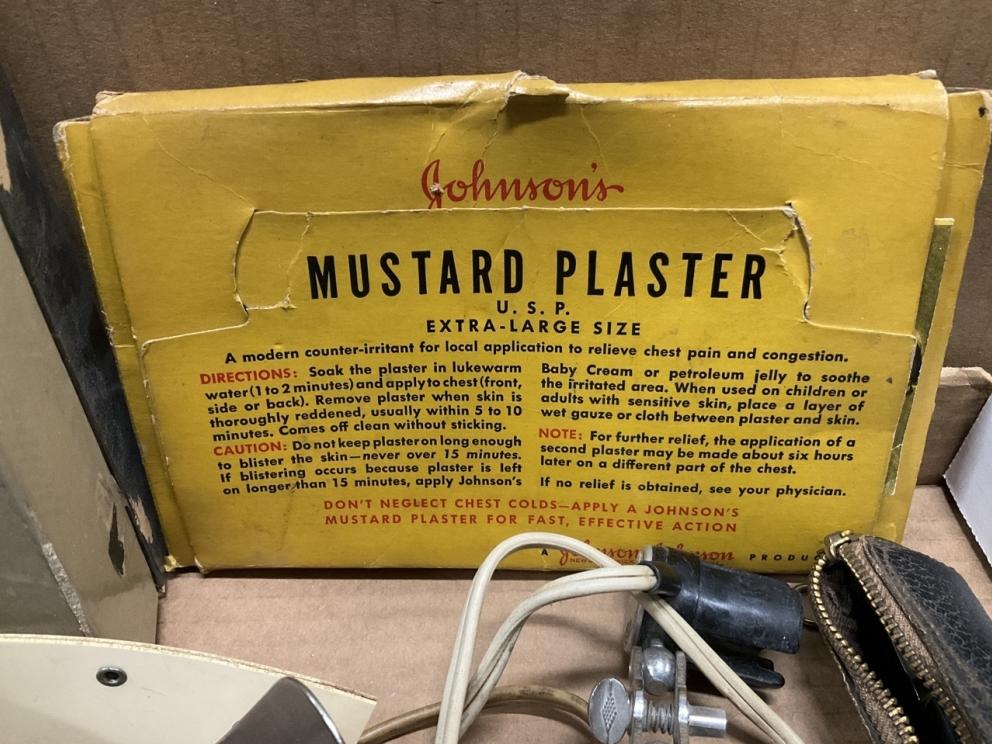 Johnson's
MUSTARD PLASTER
U. S. P.
EXTRA-LARGE SIZE
A modern counter-irritant for local application to relieve chest pain and congestion.
DIRECTIONS: Soak the plaster in lukewarm
water (1 to 2 minutes) and apply to chest (front,
side or back). Remove plaster when skin is
thoroughly reddened, usually within 5 to 10
minutes. Comes off clean without sticking.
CAUTION: Do not keep plaster on long enough
to blister the skin—never over 15 minutes.
If blistering occurs because plaster is left
on longer than 15 minutes, apply Johnson's
Baby Cream or petroleum jelly to soothe
the irritated area. When used on children or
adults with sensitive skin, place a layer of
wet gauze or cloth between plaster and skin.
NOTE: For further relief, the application of a
second plaster may be made about six hours
later on a different part of the chest.
If no relief is obtained, see your physician.
DON'T NEGLECT CHEST COLDS—APPLY A JOHNSON'S
MUSTARD PLASTER FOR FAST, EFFECTIVE ACTION
A Johnson Johnson PRODU